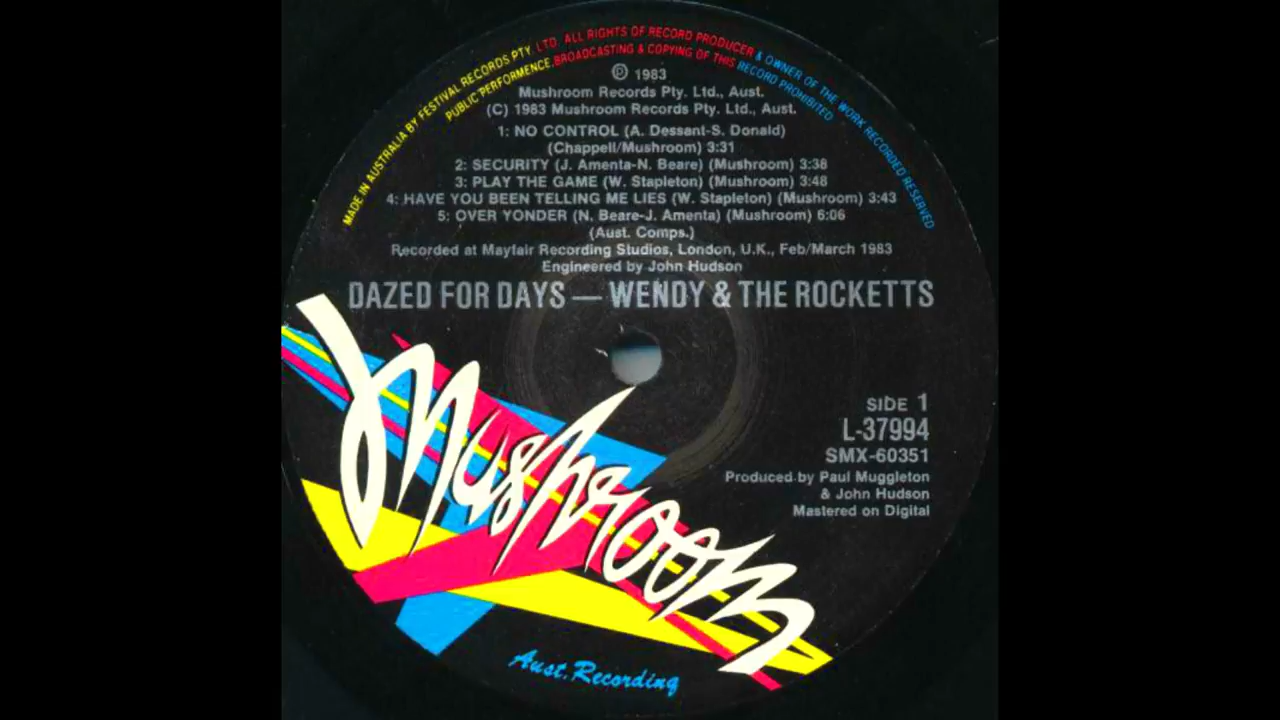 MADE IN AUSTRALIA BY FESTIVAL RECORDS PTY. LTD. ALL RIGHTS OF RECORD PRODUCER & OWNER OF THE WORK RECORDED RESERVED
PUBLIC PERFORMENCE, BROADCASTING & COPYING OF THIS RECORD PROHIBITED
Ⓟ 1983
Mushroom Records Pty. Ltd., Aust.
(C) 1983 Mushroom Records Pty. Ltd., Aust.
1: NO CONTROL (A. Dessant-S. Donald)
(Chappell/Mushroom) 3:31
2: SECURITY (J. Amenta-N. Beare) (Mushroom) 3:38
3: PLAY THE GAME (W. Stapleton) (Mushroom) 3:48
4: HAVE YOU BEEN TELLING ME LIES (W. Stapleton) (Mushroom) 3:43
5: OVER YONDER (N. Beare-J. Amenta) (Mushroom) 6:06
(Aust. Comps.)
Recorded at Mayfair Recording Studios, London, U.K., Feb/March 1983
Engineered by John Hudson
DAZED FOR DAYS — WENDY & THE ROCKETTS
SIDE 1
L-37994
SMX-60351
Produced by Paul Muggleton
& John Hudson
Mastered on Digital
Mushroom
Aust. Recording